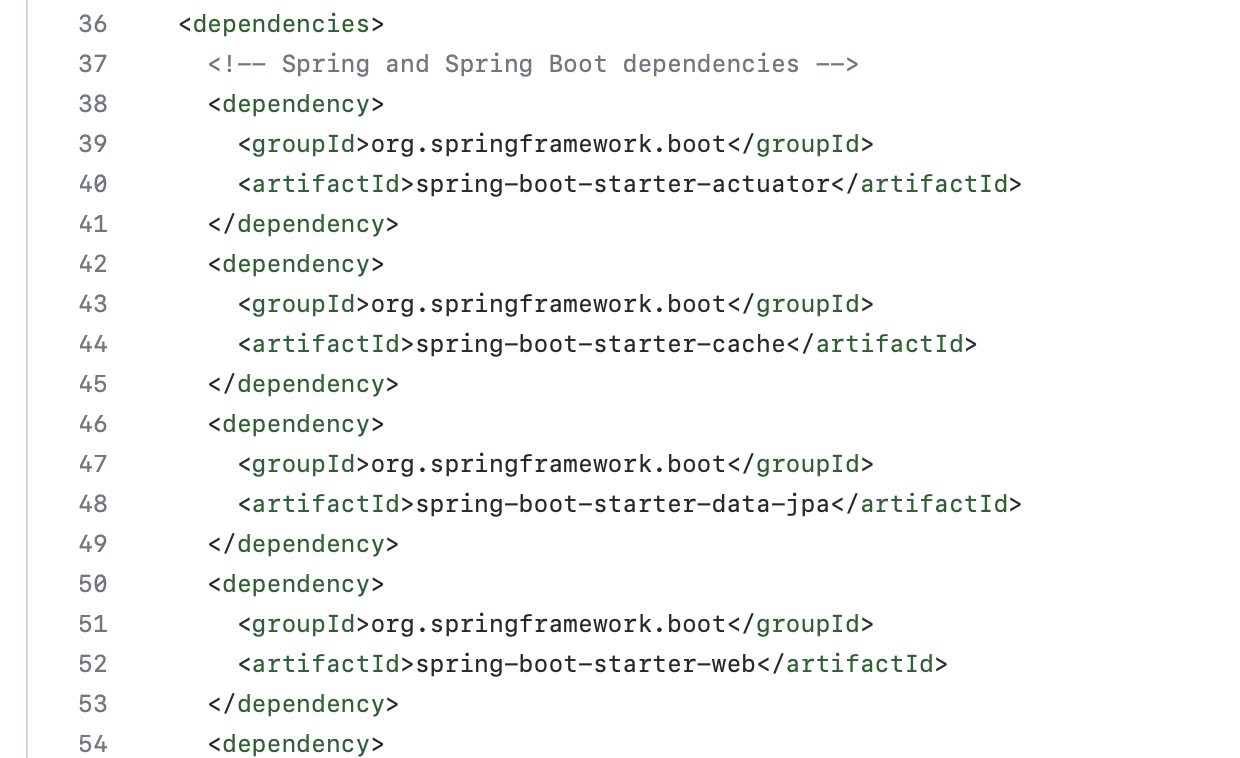 36 <dependencies>
37 <!-- Spring and Spring Boot dependencies -->
38 <dependency>
39 <groupId>org.springframework.boot</groupId>
40 <artifactId>spring-boot-starter-actuator</artifactId>
41 </dependency>
42 <dependency>
43 <groupId>org.springframework.boot</groupId>
44 <artifactId>spring-boot-starter-cache</artifactId>
45 </dependency>
46 <dependency>
47 <groupId>org.springframework.boot</groupId>
48 <artifactId>spring-boot-starter-data-jpa</artifactId>
49 </dependency>
50 <dependency>
51 <groupId>org.springframework.boot</groupId>
52 <artifactId>spring-boot-starter-web</artifactId>
53 </dependency>
54 <dependency>